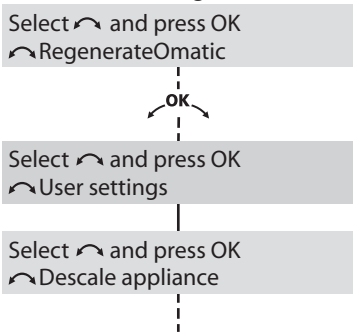 Select and press OK
RegenerateOmatic
OK
Select and press OK
User settings
Select and press OK
Descale appliance